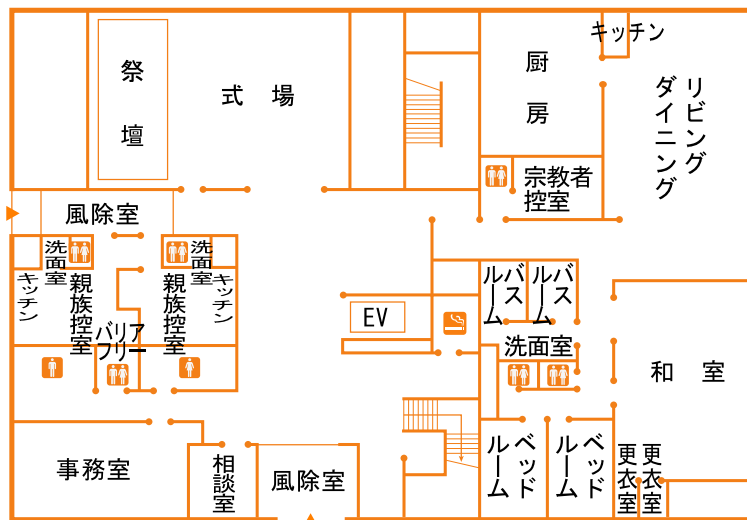 祭壇
式場
厨房
キッチン
リビング
ダイニング
宗教者
控室
風除室
洗面室
洗面室
キッチン
親族控室
親族控室
キッチン
バリア
フリー
EV
バス
ルーム
バス
ルーム
洗面室
和室
事務室
相談室
風除室
ベッド
ルーム
ベッド
ルーム
更衣室
更衣室